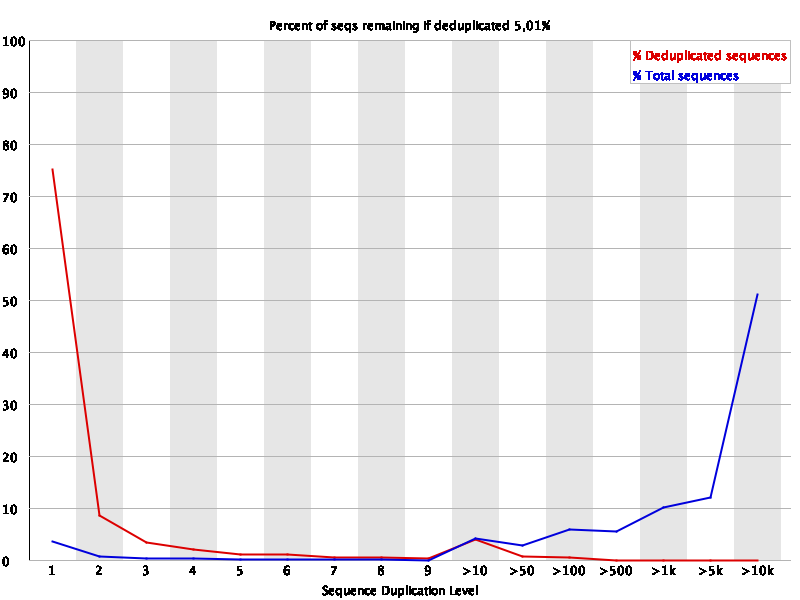 Percent of seqs remaining if deduplicated 5,01%
% Deduplicated sequences
% Total sequences
100
90
80
70
60
50
40
30
20
10
0
1 2 3 4 5 6 7 8 9 >10 >50 >100 >500 >1k >5k >10k
Sequence Duplication Level